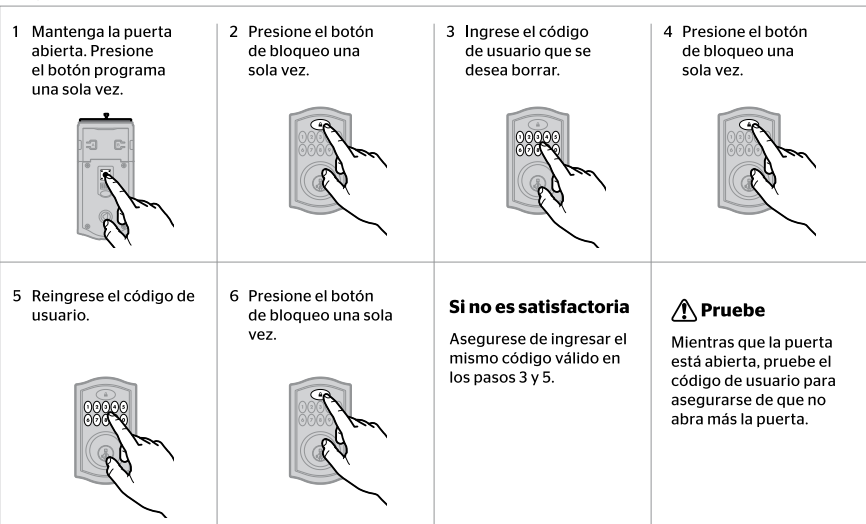 1 Mantenga la puerta
abierta. Presione
el botón programa
una sola vez.
2 Presione el botón
de bloqueo una
sola vez.
3 Ingrese el código
de usuario que se
desea borrar.
4 Presione el botón
de bloqueo una
sola vez.
5 Reingrese el código de
usuario.
6 Presione el botón
de bloqueo una sola
vez.
Si no es satisfactoria
Asegurese de ingresar el
mismo código válido en
los pasos 3 y 5.
Pruebe
Mientras que la puerta
está abierta, pruebe el
código de usuario para
asegurarse de que no
abra más la puerta.